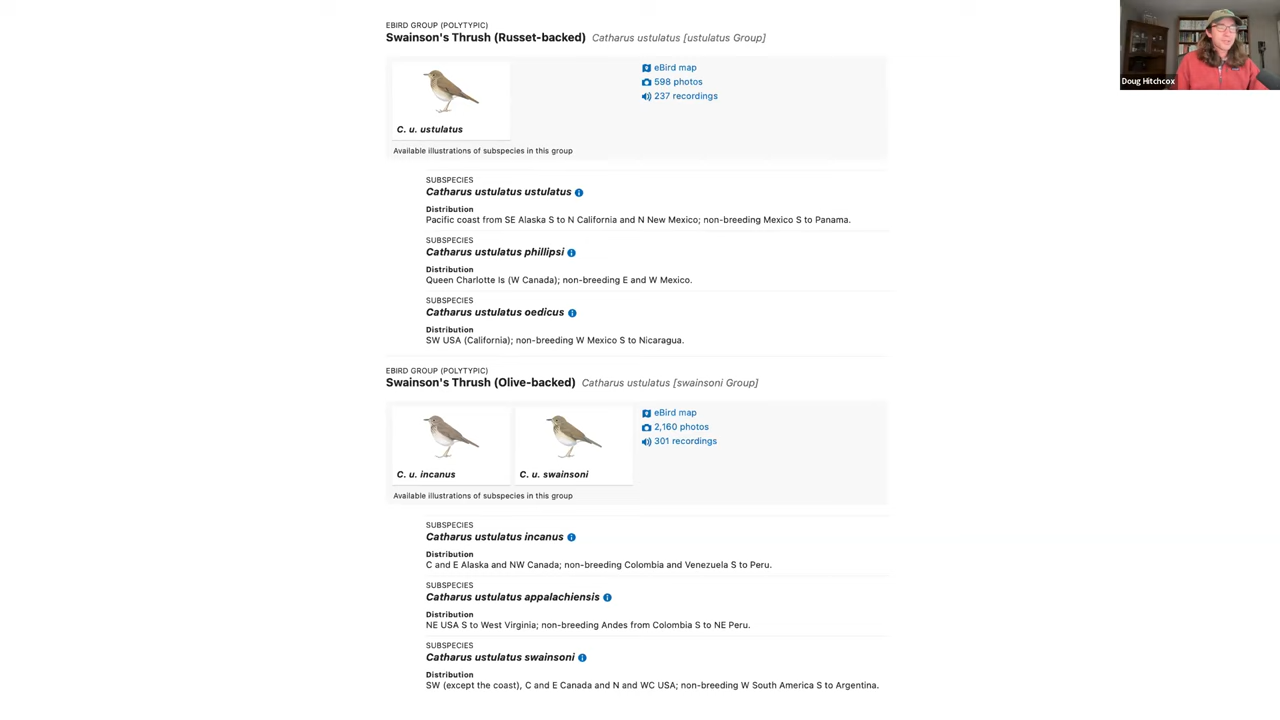 EBIRD GROUP (POLYTYPIC)
Swainson's Thrush (Russet-backed) Catharus ustulatus [ustulatus Group]
eBird map
598 photos
237 recordings
C. u. ustulatus
Available illustrations of subspecies in this group
SUBSPECIES
Catharus ustulatus ustulatus
Distribution
Pacific coast from SE Alaska S to N California and N New Mexico; non-breeding Mexico S to Panama.
SUBSPECIES
Catharus ustulatus phillipsi
Distribution
Queen Charlotte Is (W Canada); non-breeding E and W Mexico.
SUBSPECIES
Catharus ustulatus oedicus
Distribution
SW USA (California); non-breeding W Mexico S to Nicaragua.
EBIRD GROUP (POLYTYPIC)
Swainson's Thrush (Olive-backed) Catharus ustulatus [swainsoni Group]
eBird map
2,160 photos
301 recordings
C. u. incanus
C. u. swainsoni
Available illustrations of subspecies in this group
SUBSPECIES
Catharus ustulatus incanus
Distribution
C and E Alaska and NW Canada; non-breeding Colombia and Venezuela S to Peru.
SUBSPECIES
Catharus ustulatus appalachiensis
Distribution
NE USA S to West Virginia; non-breeding Andes from Colombia S to NE Peru.
SUBSPECIES
Catharus ustulatus swainsoni
Distribution
SW (except the coast), C and E Canada and N and WC USA; non-breeding W South America S to Argentina.
Doug Hitchcox